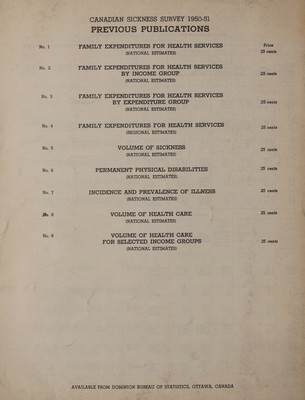 CANADIAN SICKNESS SURVEY 1950-51
PREVIOUS PUBLICATIONS
Price
No. 1 FAMILY EXPENDITURES FOR HEALTH SERVICES 25 cents
(NATIONAL ESTIMATES)
No. 2 FAMILY EXPENDITURES FOR HEALTH SERVICES
BY INCOME GROUP 25 cents
(NATIONAL ESTIMATES)
No. 3 FAMILY EXPENDITURES FOR HEALTH SERVICES
BY EXPENDITURE GROUP 25 cents
(NATIONAL ESTIMATES)
No. 4 FAMILY EXPENDITURES FOR HEALTH SERVICES 25 cents
(REGIONAL ESTIMATES)
No. 5 VOLUME OF SICKNESS 25 cents
(NATIONAL ESTIMATES)
No. 6 PERMANENT PHYSICAL DISABILITIES 25 cents
(NATIONAL ESTIMATES)
No. 7 INCIDENCE AND PREVALENCE OF ILLNESS 25 cents
(NATIONAL ESTIMATES)
No. 8 VOLUME OF HEALTH CARE 25 cents
(NATIONAL ESTIMATES)
No. 9 VOLUME OF HEALTH CARE
FOR SELECTED INCOME GROUPS 25 cents
(NATIONAL ESTIMATES)
AVAILABLE FROM DOMINION BUREAU OF STATISTICS, OTTAWA, CANADA